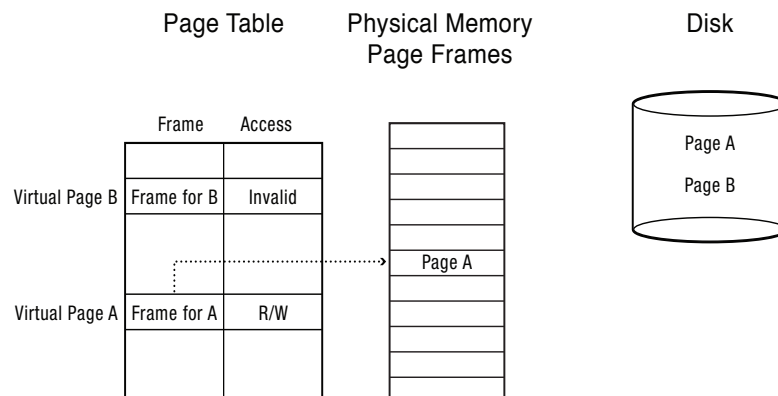 Page Table
Physical Memory
Page Frames
Disk
Frame Access
Virtual Page B Frame for B Invalid
Virtual Page A Frame for A R/W
Page A
Page A
Page B